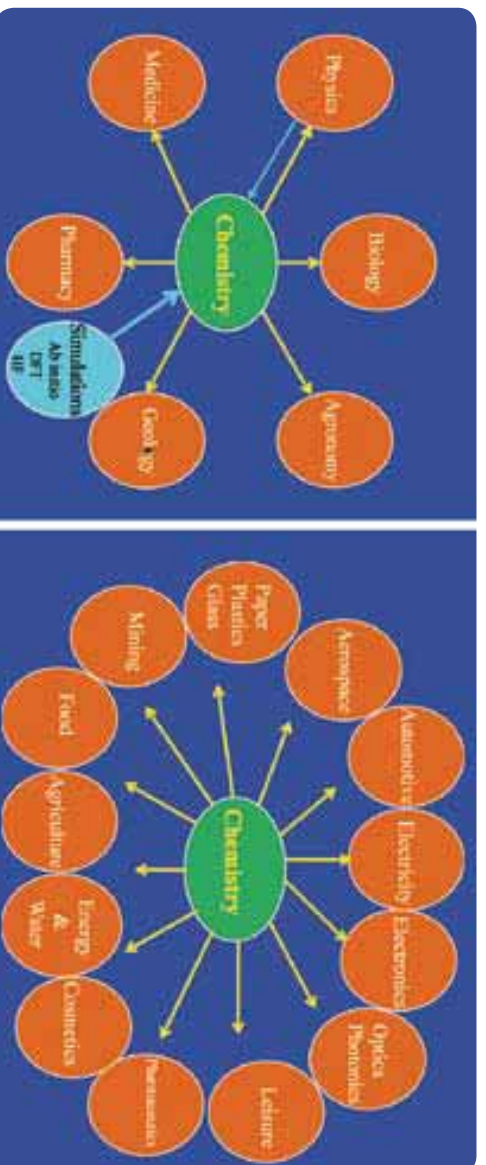 Physics
Biology
Agronomy
Chemistry
Medicine
Pharmacy
Simulations
Ab initio
DFT
HF
Geology
Automotive
Electricity
Electronics
Aerospace
Optics
Photonics
Paper
Plastics
Glass
Chemistry
Leisure
Mining
Pharmaceutics
Food
Agriculture
Energy
&
Water
Cosmetics